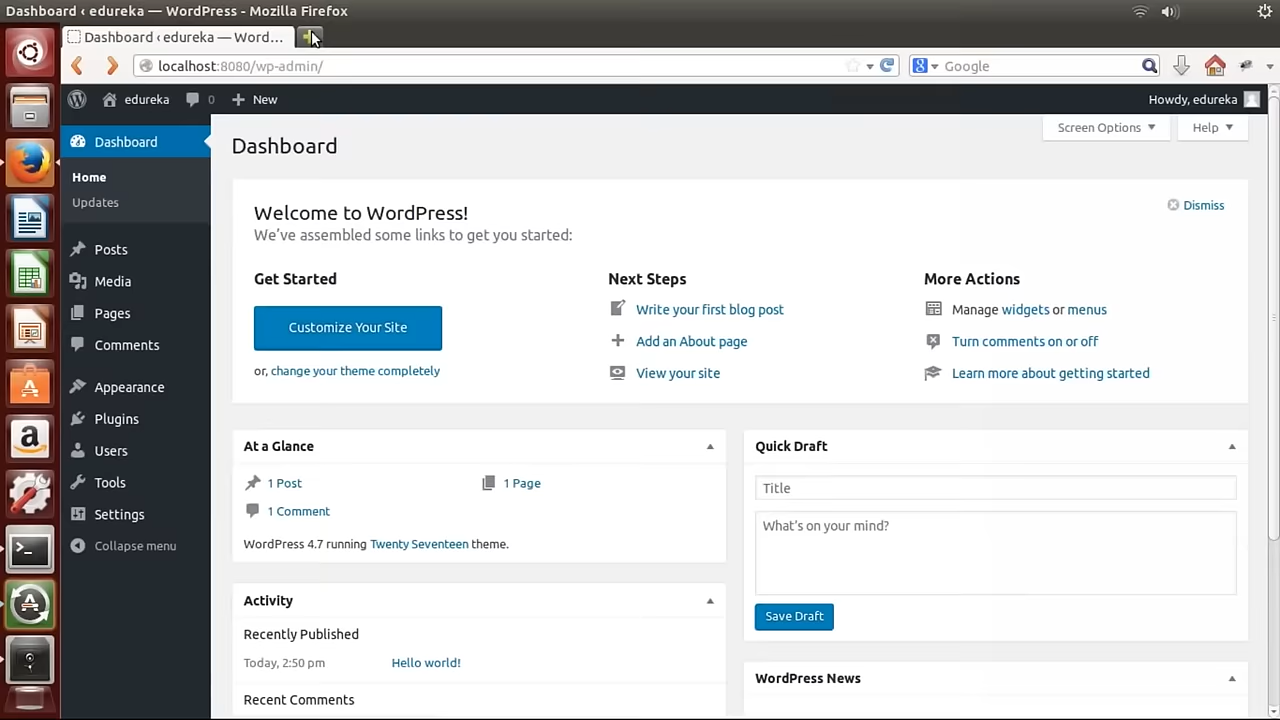 Dashboard ‹ edureka — WordPress - Mozilla Firefox
Dashboard ‹ edureka — Word...
localhost:8080/wp-admin/
Google
edureka
0
New
Howdy, edureka
Dashboard
Home
Updates
Posts
Media
Pages
Comments
Appearance
Plugins
Users
Tools
Settings
Collapse menu
Dashboard
Screen Options
Help
Welcome to WordPress!
We've assembled some links to get you started:
Dismiss
Get Started
Customize Your Site
or, change your theme completely
Next Steps
Write your first blog post
Add an About page
View your site
More Actions
Manage widgets or menus
Turn comments on or off
Learn more about getting started
At a Glance
1 Post
1 Page
1 Comment
WordPress 4.7 running Twenty Seventeen theme.
Activity
Recently Published
Today, 2:50 pm
Hello world!
Recent Comments
Quick Draft
Title
What's on your mind?
Save Draft
WordPress News